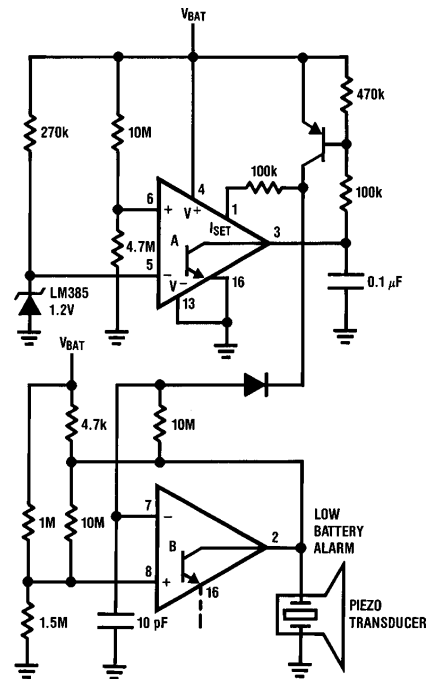 VBAT
470k
270k
10M
100k
100k
6
4
V+
1
ISET
3
+
A
4.7M
5
−
V−
16
13
0.1 µF
LM385
1.2V
VBAT
4.7k
10M
1M
10M
7
−
2
LOW
BATTERY
ALARM
B
8
+
16
1.5M
10 pF
PIEZO
TRANSDUCER